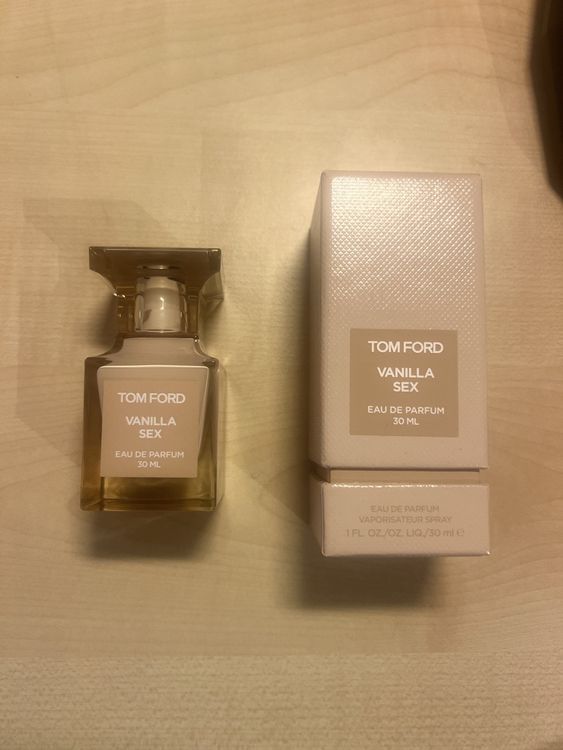 TOM FORD
VANILLA
SEX
EAU DE PARFUM
30 ML
TOM FORD
VANILLA
SEX
EAU DE PARFUM
30 ML
EAU DE PARFUM
VAPORISATEUR SPRAY
1 FL. OZ./OZ. LIQ./30 ml ℮